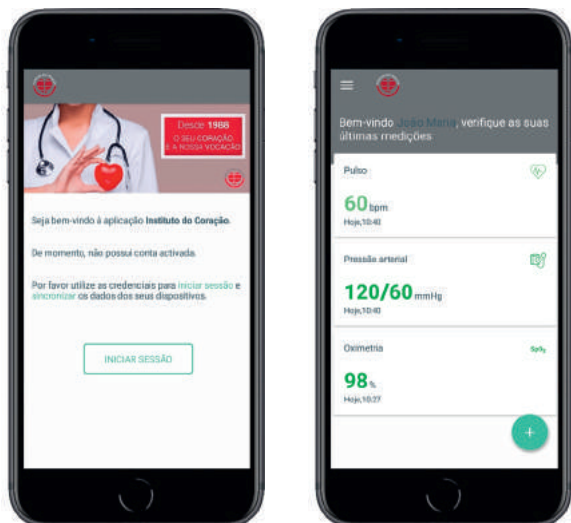 Desde 1988
O SEU CORAÇÃO
É A NOSSA VOCAÇÃO
Seja bem-vindo à aplicação Instituto do Coração.
De momento, não possui conta activada.
Por favor utilize as credenciais para iniciar sessão e
sincronizar os dados dos seus dispositivos.
INICIAR SESSÃO
Bem-vindo João Maria, verifique as suas
últimas medições
Pulso
60 bpm
Hoje,10:40
Pressão arterial
120/60 mmHg
Hoje,10:40
Oximetria
SpO₂
98 %
Hoje,10:27
+